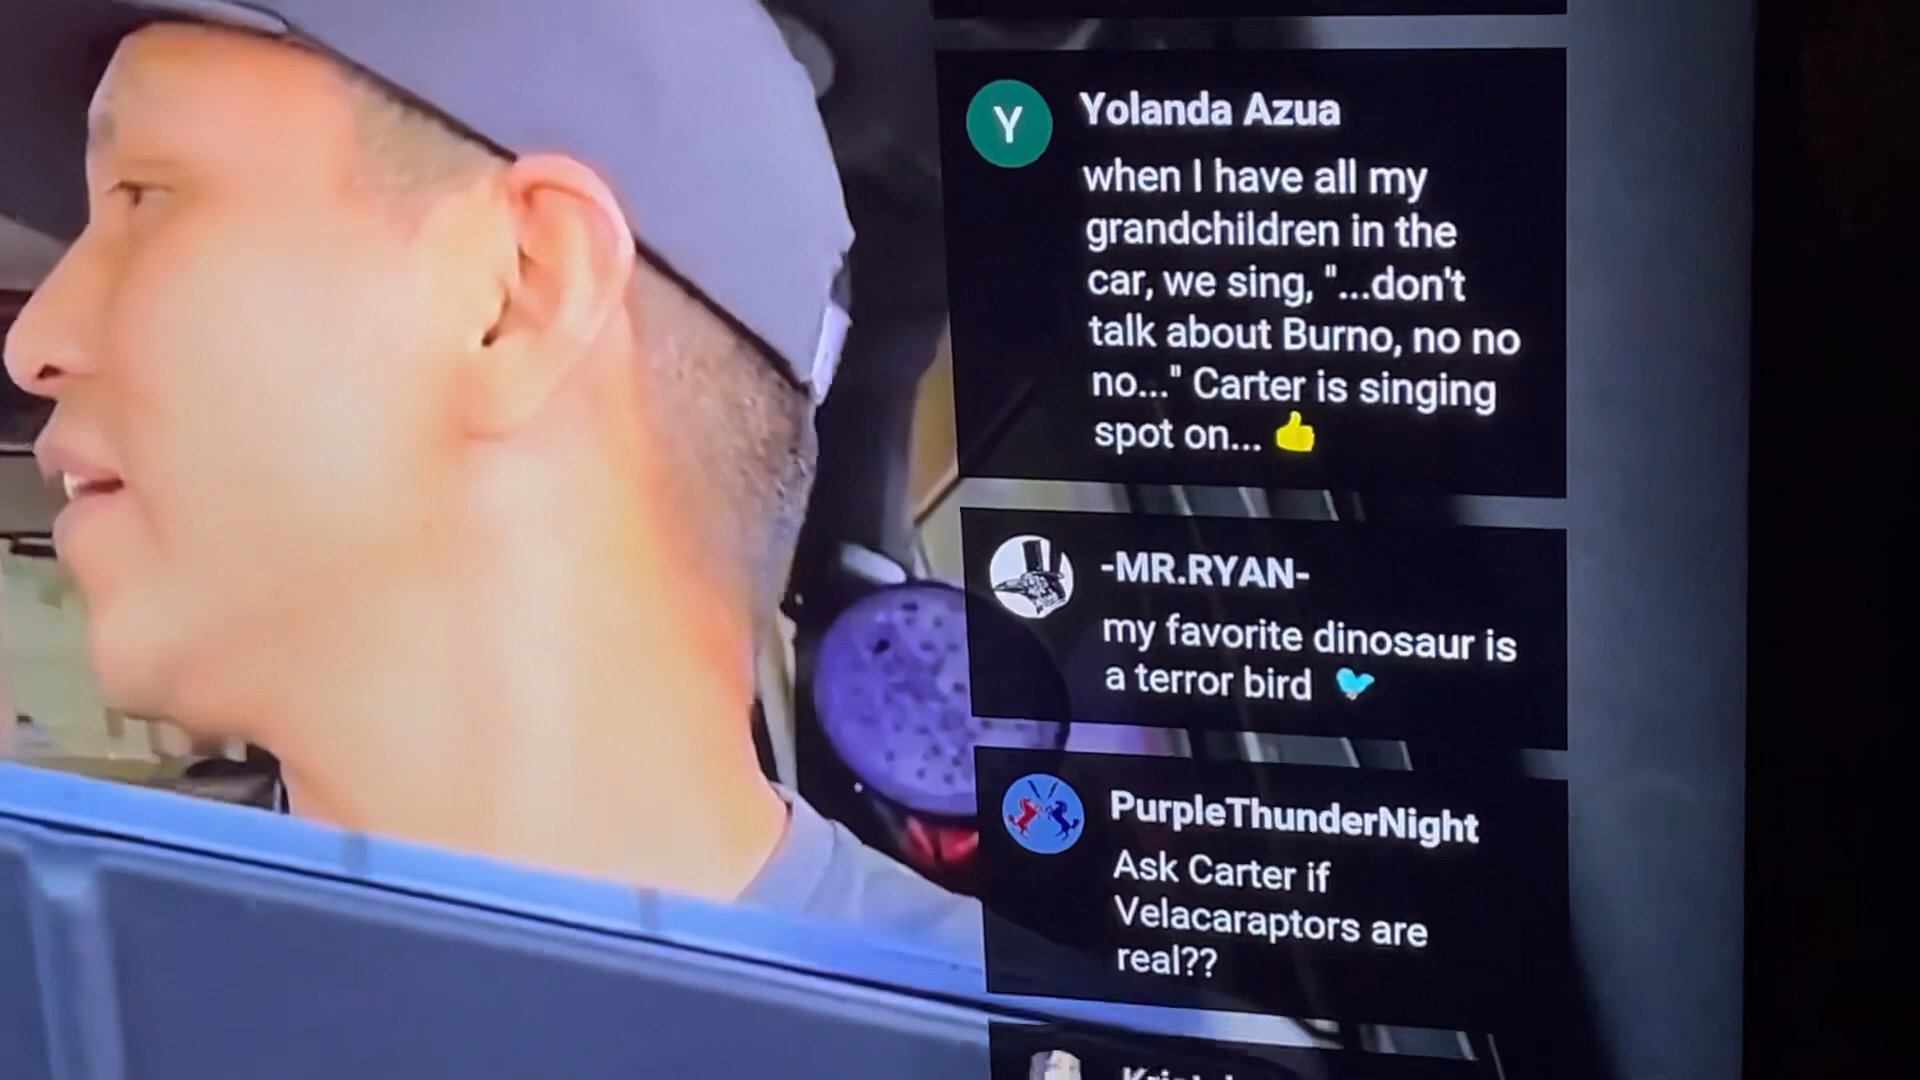 Y
Yolanda Azua
when I have all my
grandchildren in the
car, we sing, "...don't
talk about Burno, no no
no..." Carter is singing
spot on... 👍
-MR.RYAN-
my favorite dinosaur is
a terror bird 🐦
PurpleThunderNight
Ask Carter if
Velacaraptors are
real??